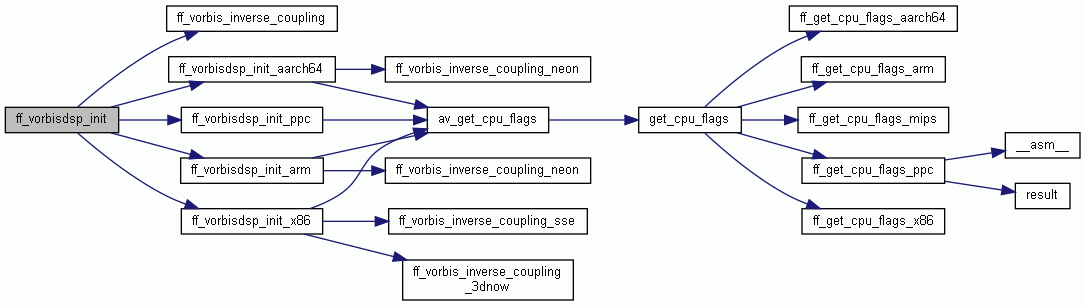 ff_vorbisdsp_init
ff_vorbis_inverse_coupling
ff_vorbisdsp_init_aarch64
ff_vorbisdsp_init_ppc
ff_vorbisdsp_init_arm
ff_vorbisdsp_init_x86
ff_vorbis_inverse_coupling_neon
av_get_cpu_flags
ff_vorbis_inverse_coupling_neon
ff_vorbis_inverse_coupling_sse
ff_vorbis_inverse_coupling
_3dnow
get_cpu_flags
ff_get_cpu_flags_aarch64
ff_get_cpu_flags_arm
ff_get_cpu_flags_mips
ff_get_cpu_flags_ppc
ff_get_cpu_flags_x86
__asm__
result